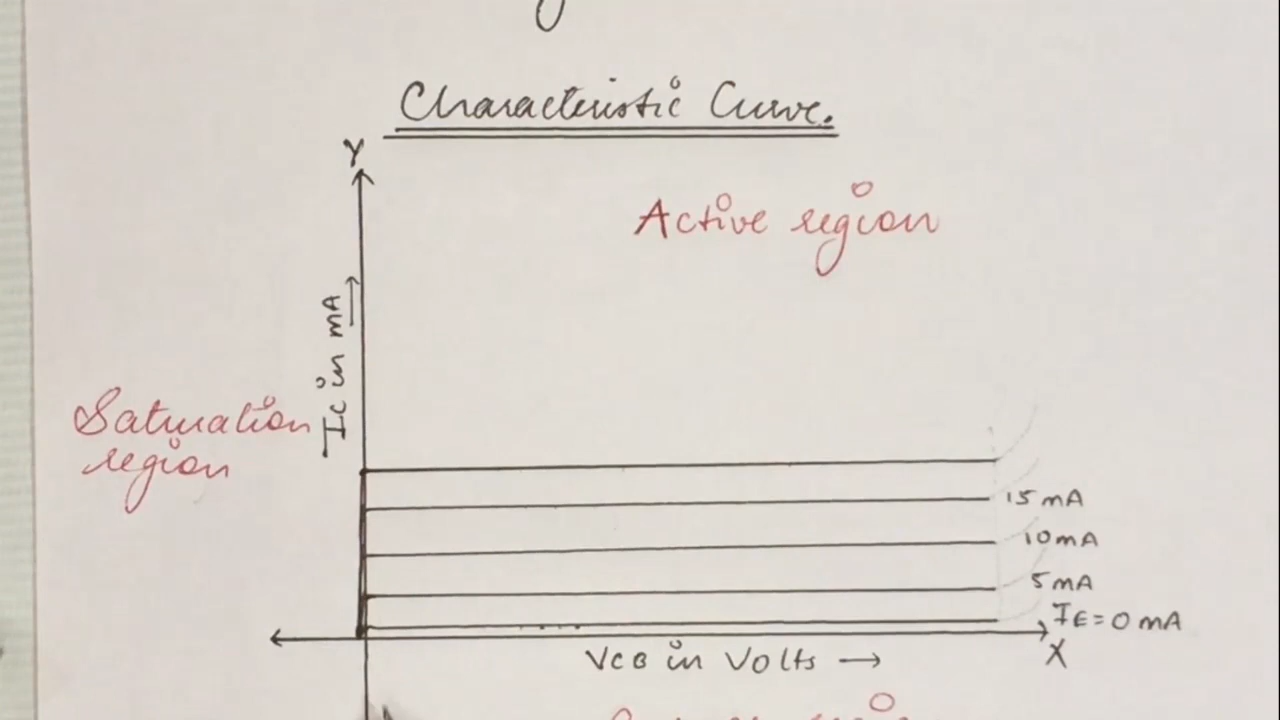 Characteristic Curve.
Y
Active region
Ic in mA →
Saturation
region
15 mA
10 mA
5 mA
IE = 0 mA
X
VCB in Volts →